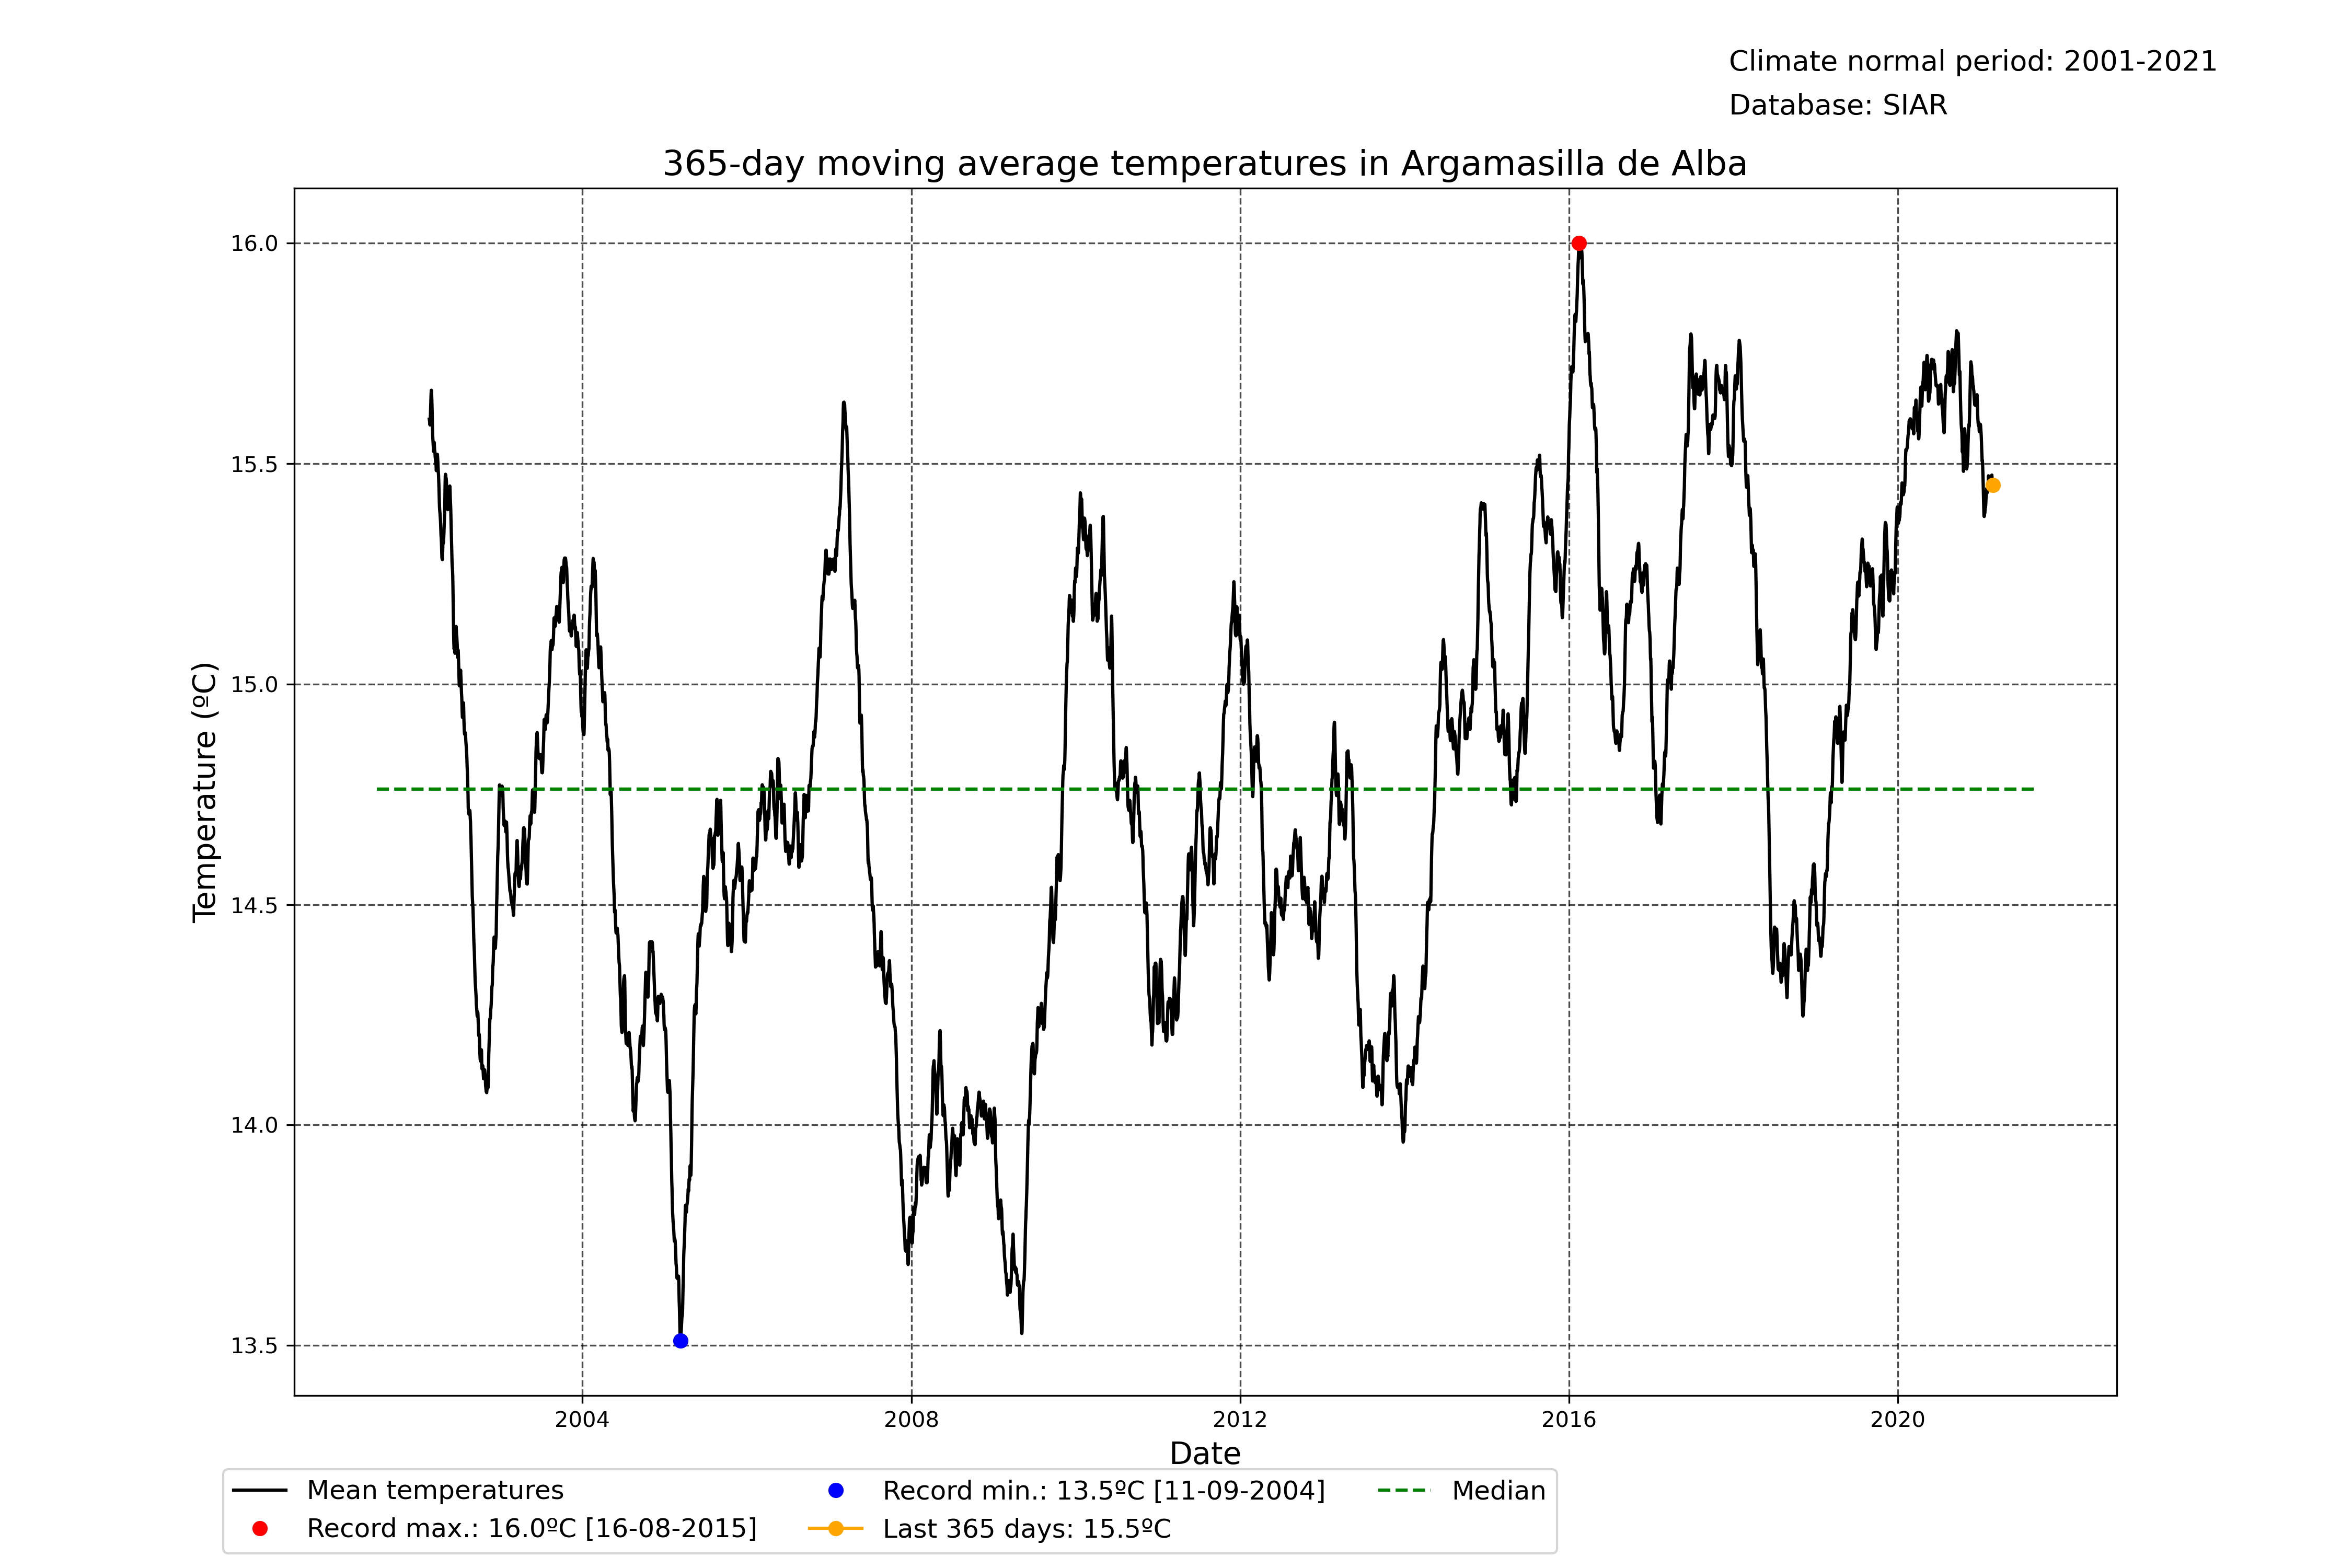 Climate normal period: 2001-2021
Database: SIAR
365-day moving average temperatures in Argamasilla de Alba
Temperature (ºC)
16.0
15.5
15.0
14.5
14.0
13.5
2004 2008 2012 2016 2020
Date
Mean temperatures
Record max.: 16.0ºC [16-08-2015]
Record min.: 13.5ºC [11-09-2004]
Last 365 days: 15.5ºC
Median